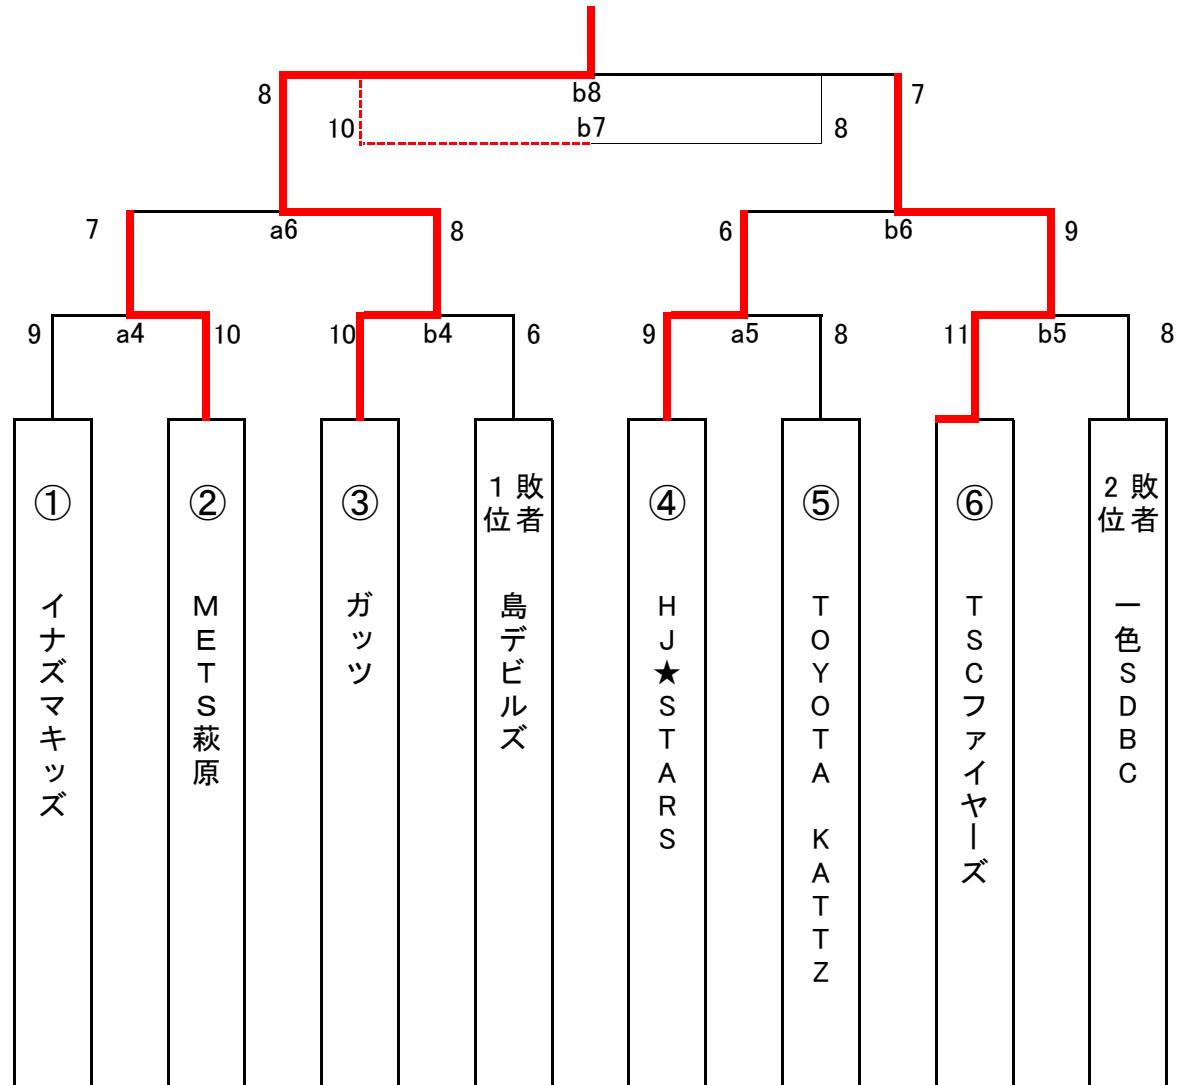 8
b8
7
10
b7
8
7
a6
8
6
b6
9
9
a4
10
10
b4
6
9
a5
8
11
b5
8
① イナズマキッズ
② METS萩原
③ ガッツ
敗者
1位
島デビルズ
④ HJ★STARS
⑤ TOYOTA KATTZ
⑥ TSCファイヤーズ
敗者
2位
一色SDBC